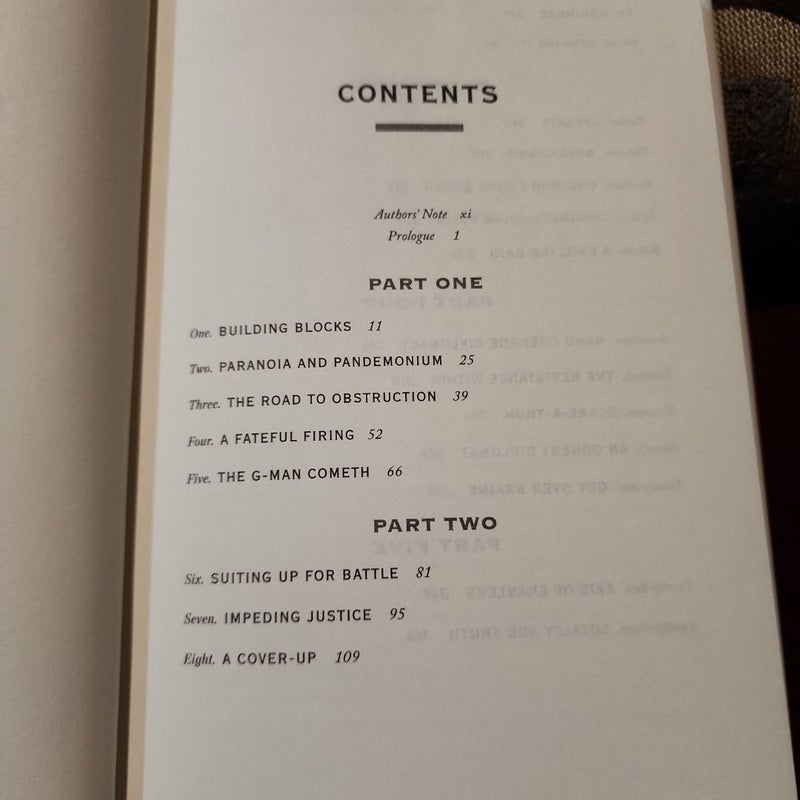 CONTENTS
Authors' Note xi
Prologue 1
PART ONE
One. BUILDING BLOCKS 11
Two. PARANOIA AND PANDEMONIUM 25
Three. THE ROAD TO OBSTRUCTION 39
Four. A FATEFUL FIRING 52
Five. THE G-MAN COMETH 66
PART TWO
Six. SUITING UP FOR BATTLE 81
Seven. IMPEDING JUSTICE 95
Eight. A COVER-UP 109